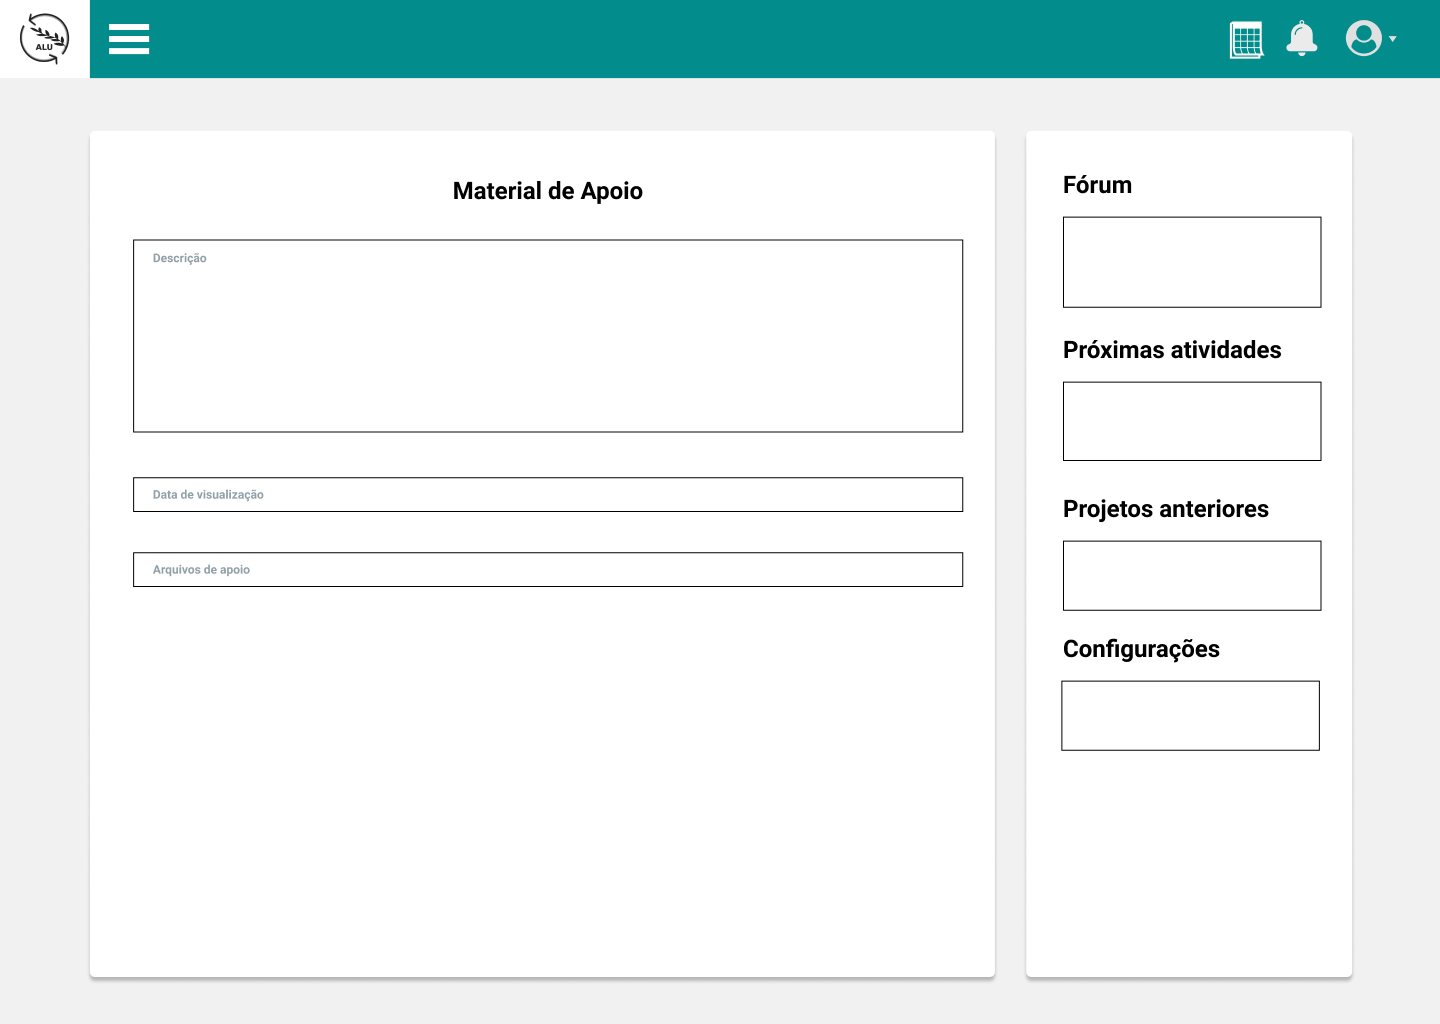 ALU
Material de Apoio
Descrição
Data de visualização
Arquivos de apoio
Fórum
Próximas atividades
Projetos anteriores
Configurações